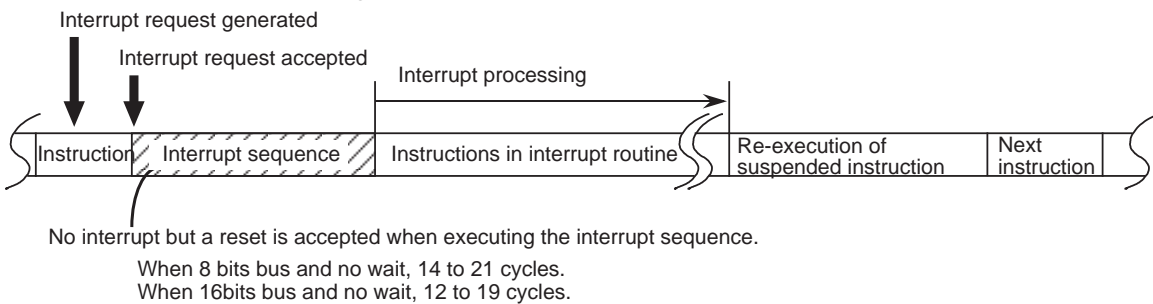 Interrupt request generated
Interrupt request accepted
Interrupt processing
Instruction
Interrupt sequence
Instructions in interrupt routine
Re-execution of
suspended instruction
Next
instruction
No interrupt but a reset is accepted when executing the interrupt sequence.
When 8 bits bus and no wait, 14 to 21 cycles.
When 16bits bus and no wait, 12 to 19 cycles.